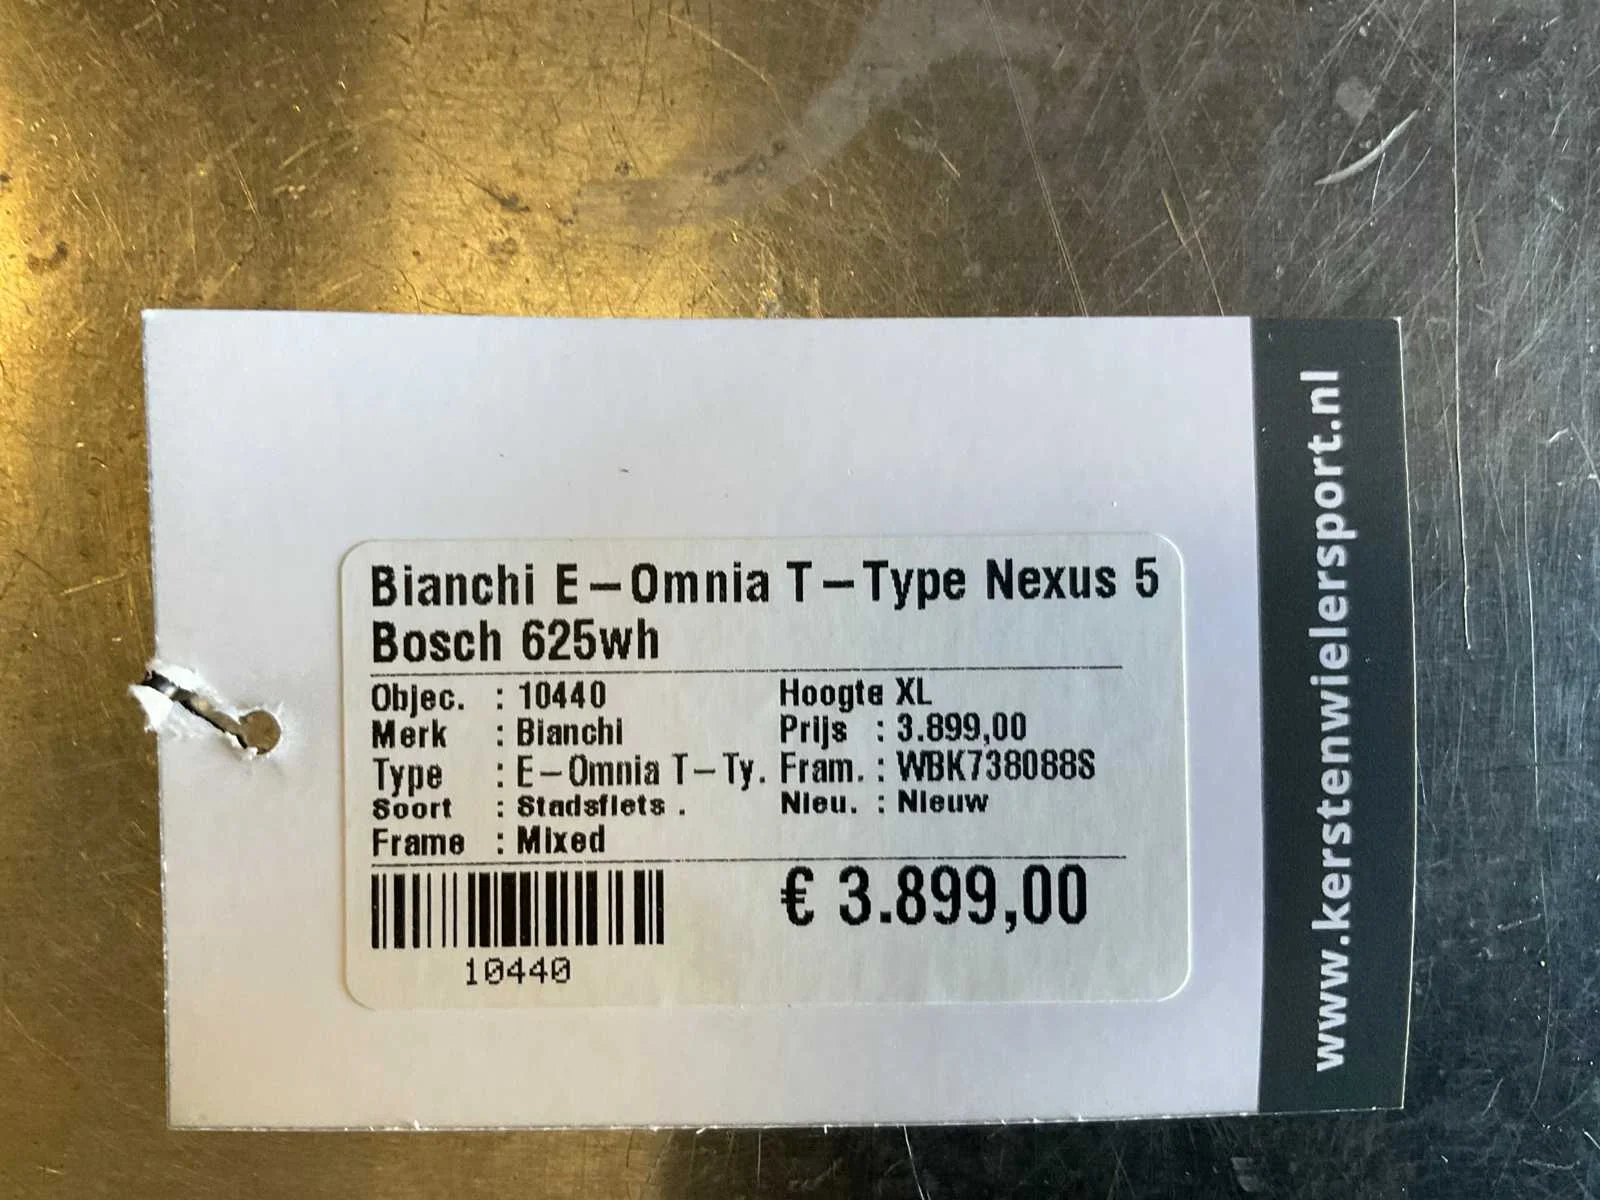 Bianchi E-Omnia T-Type Nexus 5
Bosch 625wh
Objec. : 10440 Hoogte XL
Merk : Bianchi Prijs : 3.899,00
Type : E-Omnia T-Ty. Fram. : WBK738088S
Soort : Stadsfiets . Nieu. : Nieuw
Frame : Mixed
€ 3.899,00
10440
www.kerstenwielersport.nl